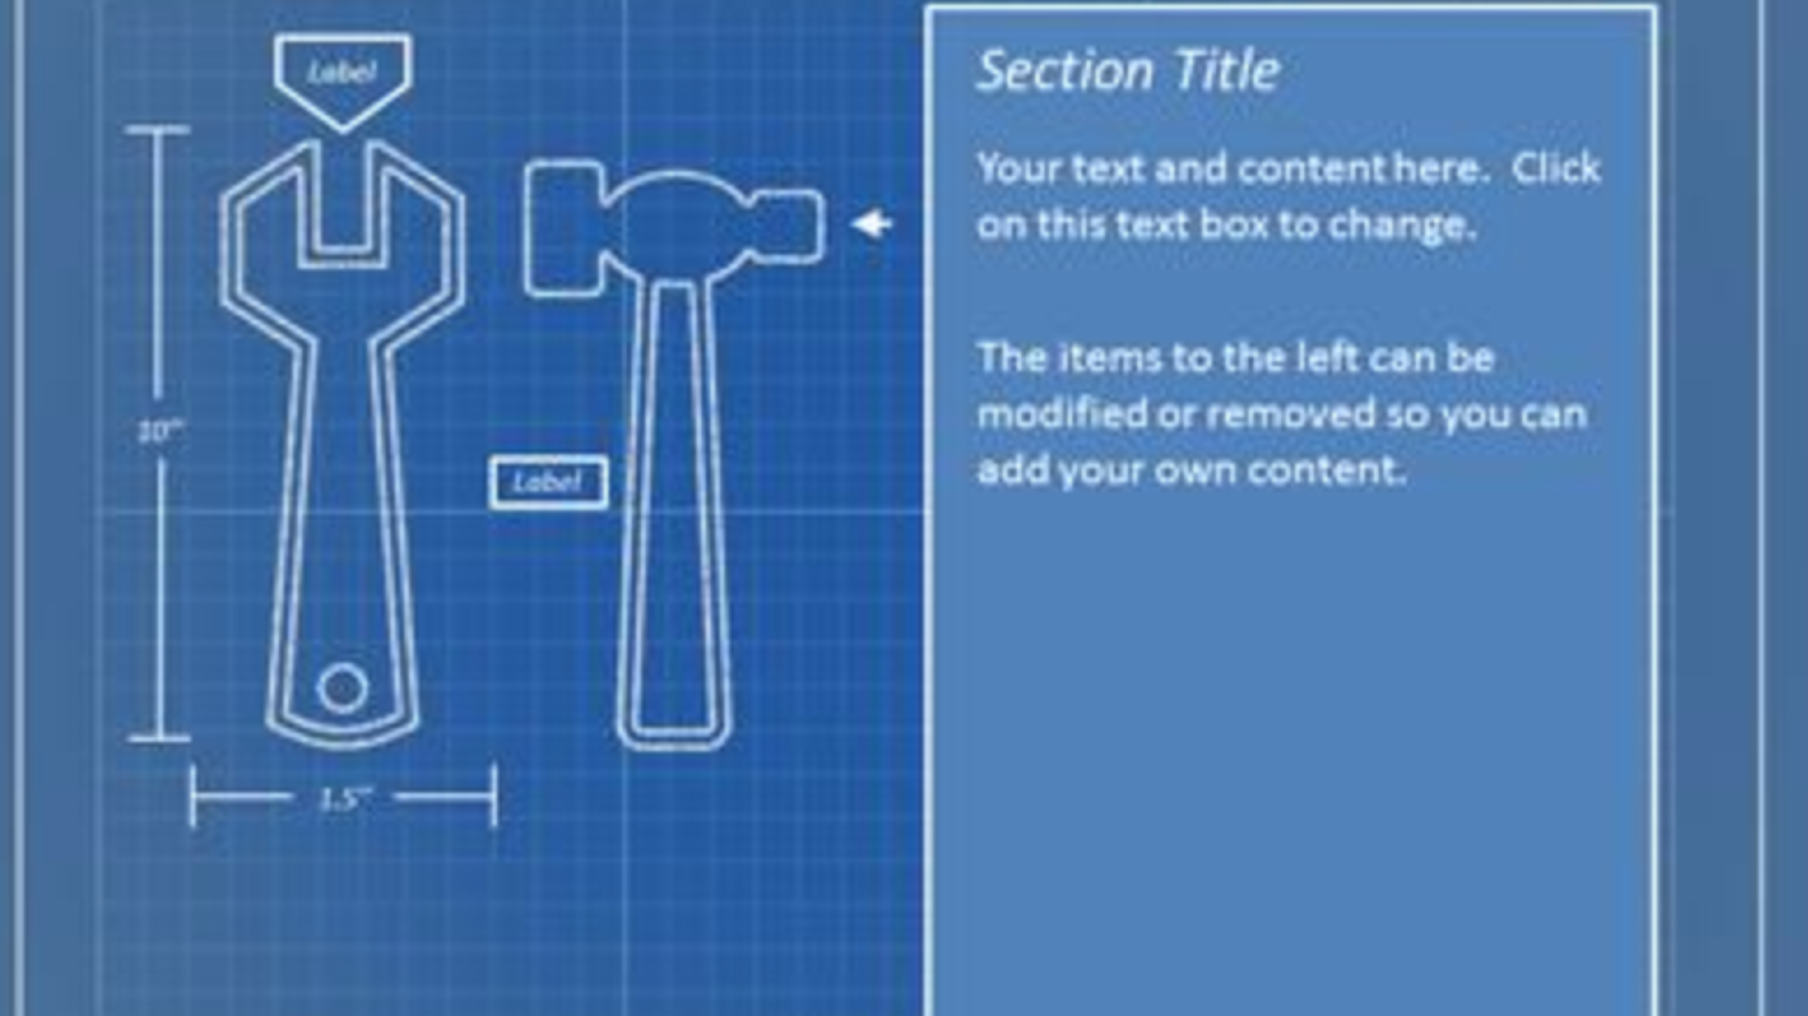 Label
10"
Label
1.5"
Section Title
Your text and content here.  Click
on this text box to change.
The items to the left can be
modified or removed so you can
add your own content.